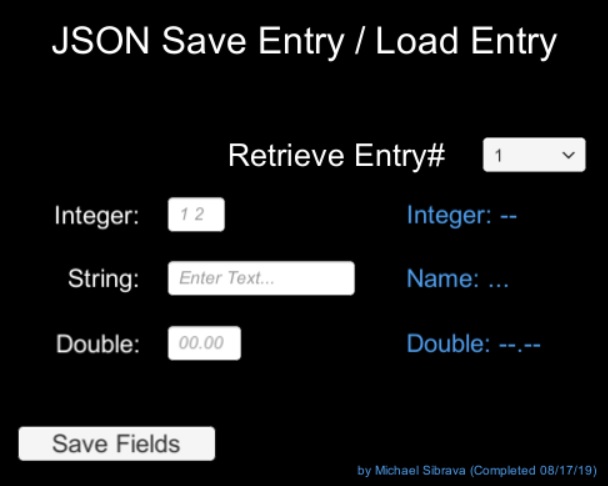 JSON Save Entry / Load Entry
Retrieve Entry# 1
Integer: 1 2 Integer: --
String: Enter Text... Name: ...
Double: 00.00 Double: --.--
Save Fields
by Michael Sibrava (Completed 08/17/19)